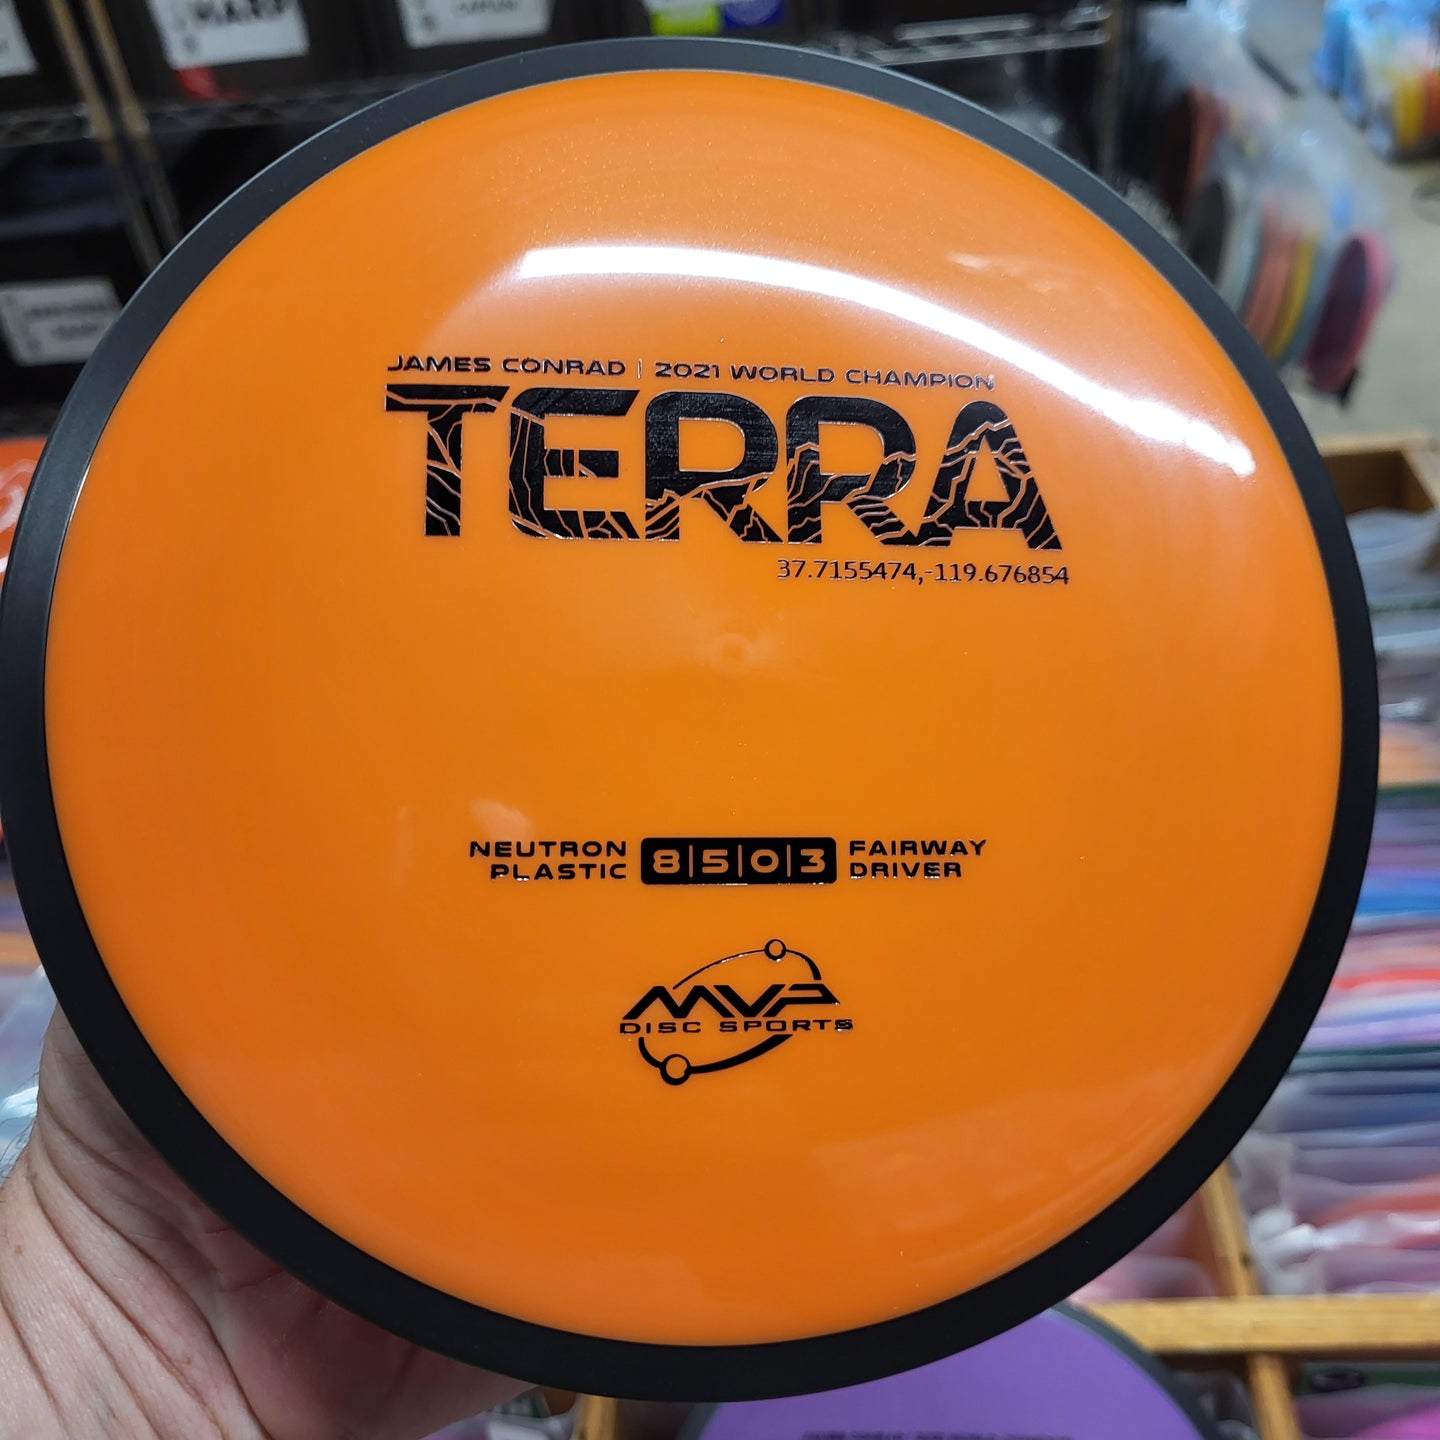 HARP
JAMES CONRAD | 2021 WORLD CHAMPION
TERRA
37.7155474,-119.676854
NEUTRON PLASTIC
8|5|0|3
FAIRWAY DRIVER
MVP
DISC SPORTS